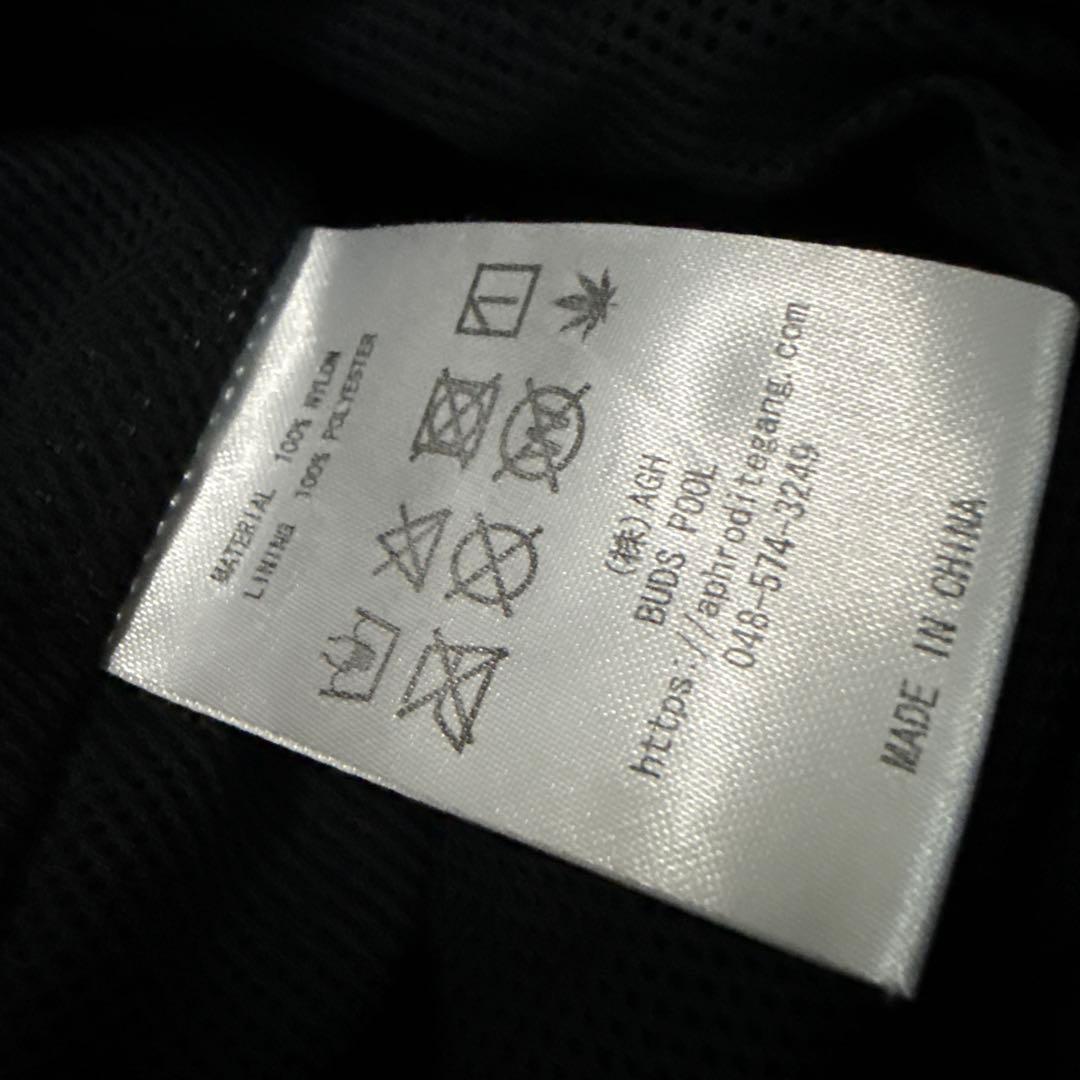 MATERIAL 100% NYLON
LINING 100% POLYESTER
(株)AGH
BUDS POOL
https://aphroditegang.com
048-574-3249
MADE IN CHINA